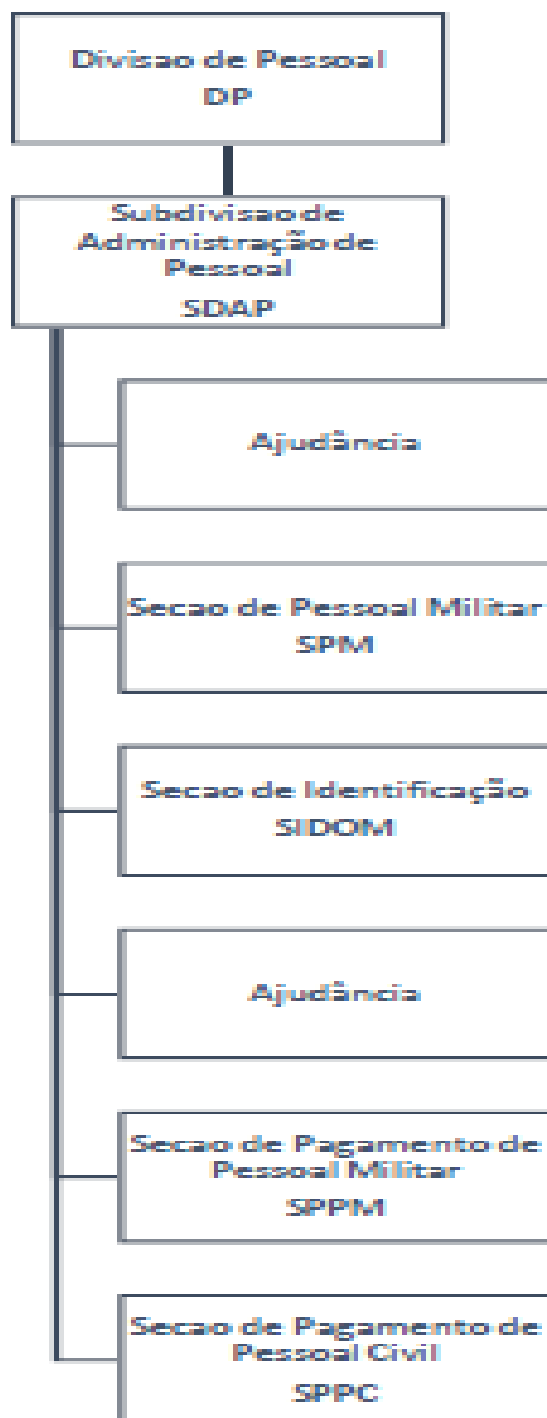 Divisao de Pessoal
DP
Subdivisao de
Administração de
Pessoal
SDAP
Ajudância
Secao de Pessoal Militar
SPM
Secao de Identificação
SIDOM
Ajudância
Secao de Pagamento de
Pessoal Militar
SPPM
Secao de Pagamento de
Pessoal Civil
SPPC